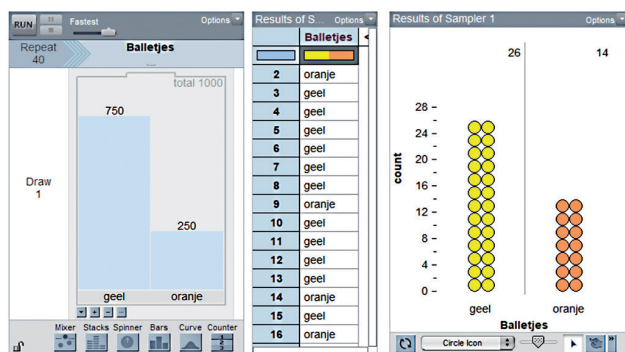 RUN
Fastest
Options
Repeat
40
Balletjes
total 1000
750
250
Draw
1
geel oranje
Mixer Stacks Spinner Bars Curve Counter
Results of S... Options
Balletjes
2 oranje
3 geel
4 geel
5 geel
6 geel
7 geel
8 geel
9 oranje
10 geel
11 geel
12 geel
13 geel
14 oranje
15 geel
16 oranje
Results of Sampler 1 Options
26 14
28
24
20
16
12
8
4
0
count
geel oranje
Balletjes
Circle Icon